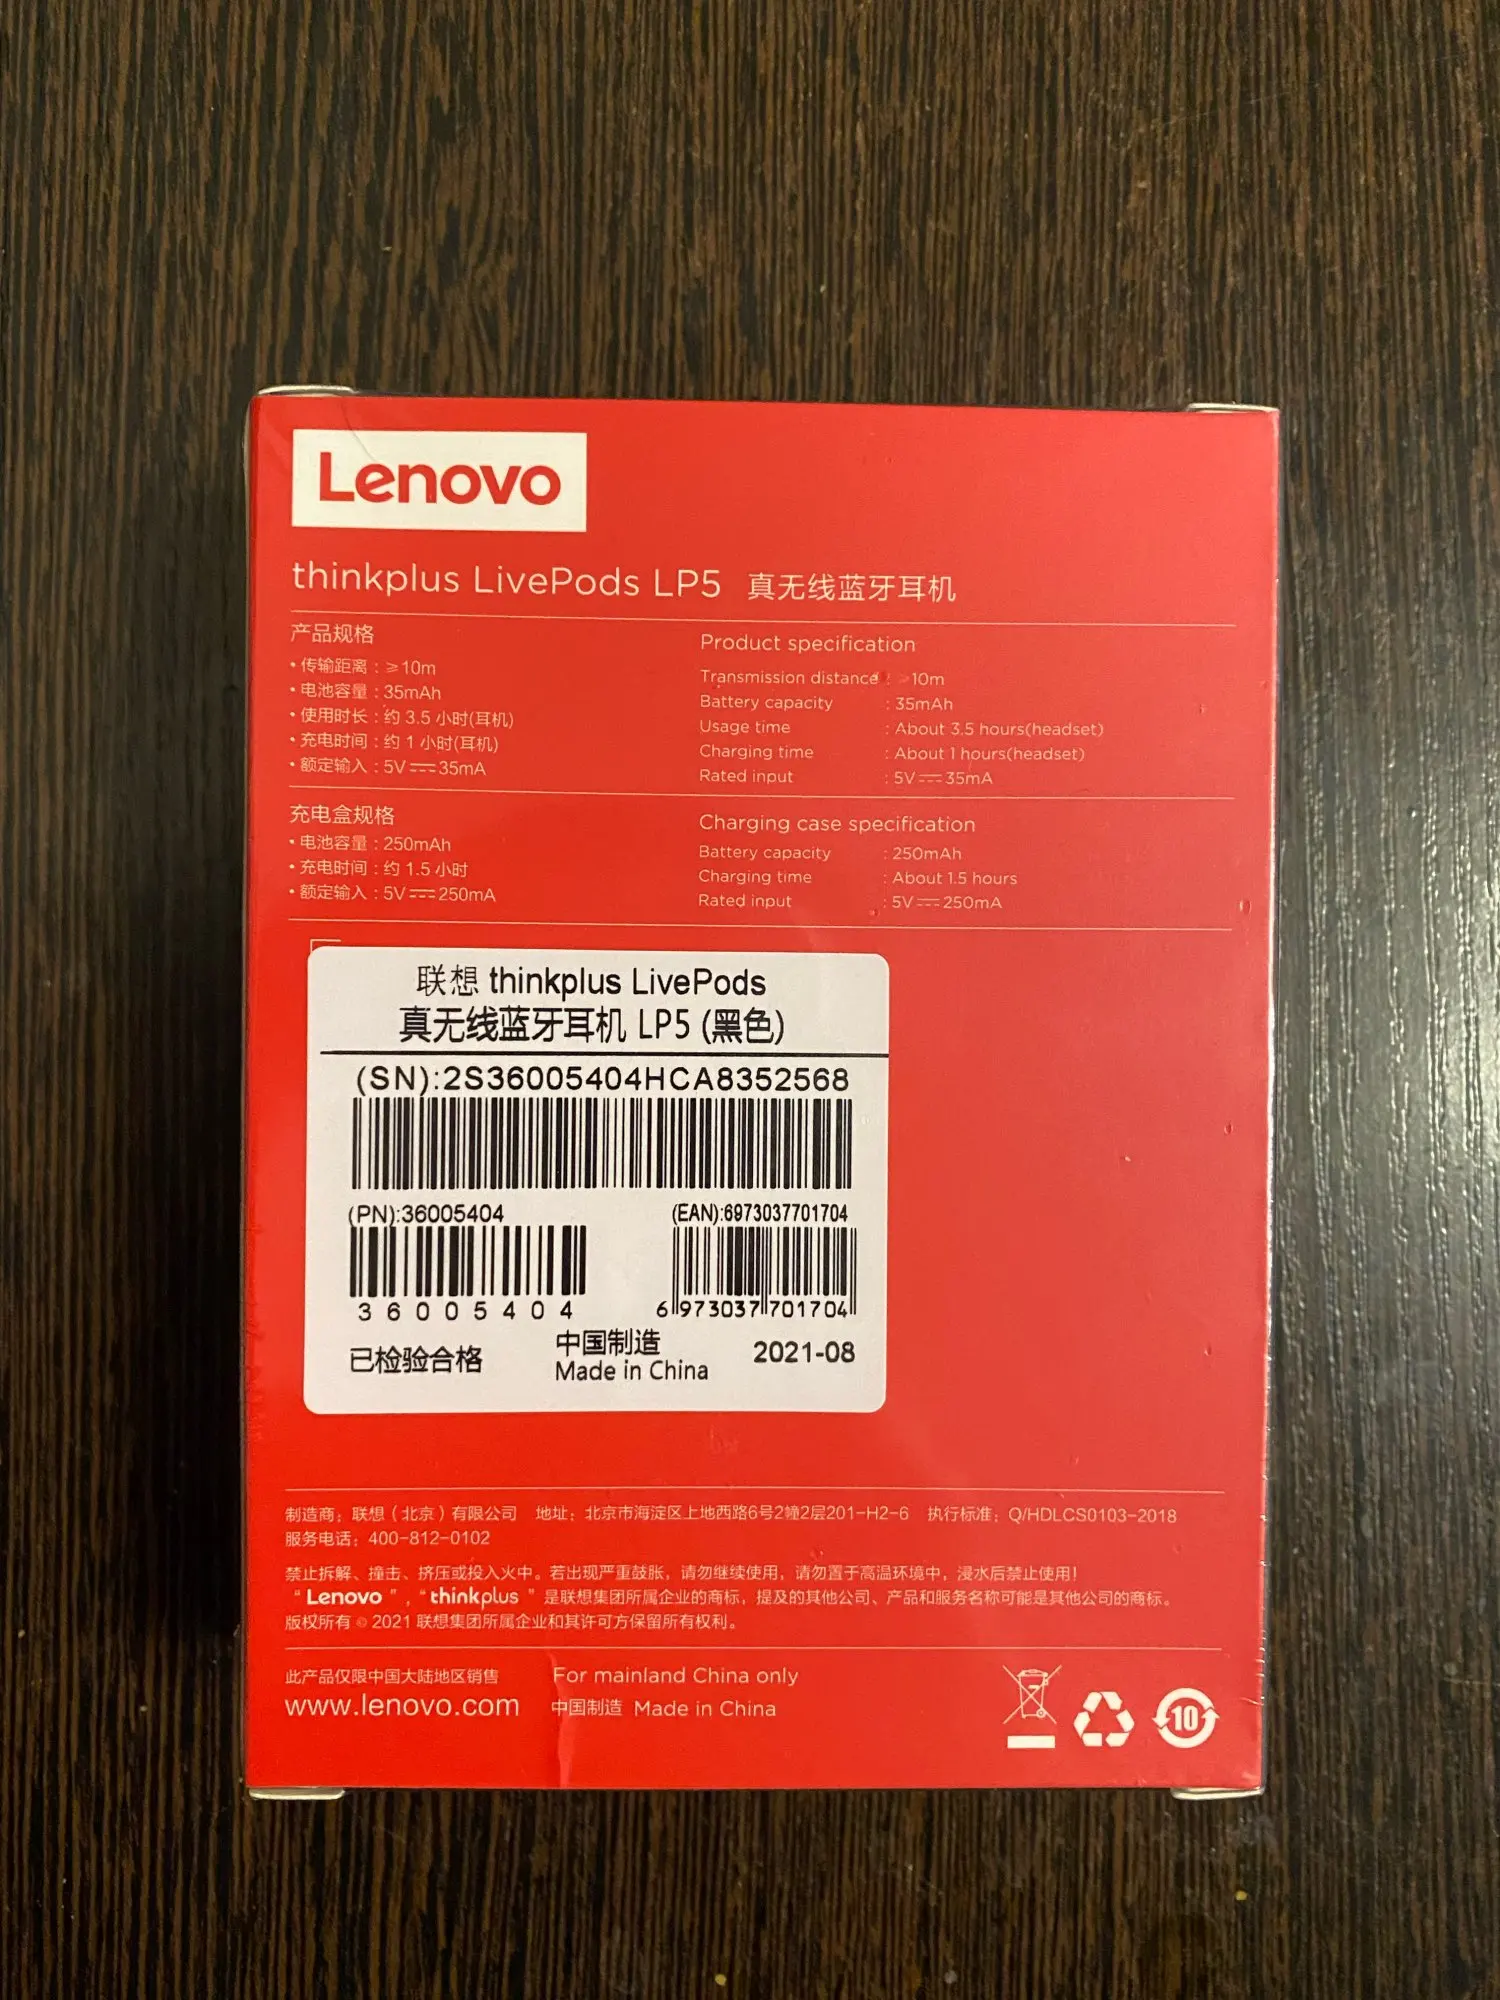 Lenovo
thinkplus LivePods LP5 真无线蓝牙耳机
产品规格
• 传输距离 : ≥10m
• 电池容量 : 35mAh
• 使用时长 : 约 3.5 小时(耳机)
• 充电时间 : 约 1 小时(耳机)
• 额定输入 : 5V⎓35mA
Product specification
Transmission distance : ≥10m
Battery capacity : 35mAh
Usage time : About 3.5 hours(headset)
Charging time : About 1 hours(headset)
Rated input : 5V⎓35mA
充电盒规格
• 电池容量 : 250mAh
• 充电时间 : 约 1.5 小时
• 额定输入 : 5V⎓250mA
Charging case specification
Battery capacity : 250mAh
Charging time : About 1.5 hours
Rated input : 5V⎓250mA
联想 thinkplus LivePods
真无线蓝牙耳机 LP5 (黑色)
(SN):2S36005404HCA8352568
(PN):36005404
(EAN):6973037701704
36005404
6 973037 701704
已检验合格
中国制造
Made in China
2021-08
制造商：联想（北京）有限公司 地址：北京市海淀区上地西路6号2幢2层201-H2-6 执行标准：Q/HDLCS0103-2018
服务电话：400-812-0102
禁止拆解、撞击、挤压或投入火中。若出现严重鼓胀，请勿继续使用，请勿置于高温环境中，浸水后禁止使用！
“Lenovo”，“thinkplus”是联想集团所属企业的商标，提及的其他公司、产品和服务名称可能是其他公司的商标。
版权所有 © 2021 联想集团所属企业和其许可方保留所有权利。
此产品仅限中国大陆地区销售 For mainland China only
www.lenovo.com 中国制造 Made in China
10